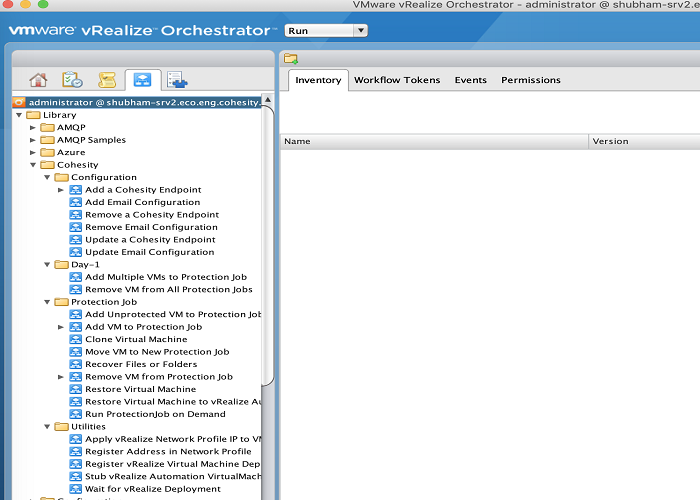 VMware vRealize Orchestrator - administrator @ shubham-srv2.e
vmware vRealize Orchestrator Run
Inventory Workflow Tokens Events Permissions
Name Version
administrator @ shubham-srv2.eco.eng.cohesity.
Library
AMQP
AMQP Samples
Azure
Cohesity
Configuration
Add a Cohesity Endpoint
Add Email Configuration
Remove a Cohesity Endpoint
Remove Email Configuration
Update a Cohesity Endpoint
Update Email Configuration
Day-1
Add Multiple VMs to Protection Job
Remove VM from All Protection Jobs
Protection Job
Add Unprotected VM to Protection Job
Add VM to Protection Job
Clone Virtual Machine
Move VM to New Protection Job
Recover Files or Folders
Remove VM from Protection Job
Restore Virtual Machine
Restore Virtual Machine to vRealize Au
Run ProtectionJob on Demand
Utilities
Apply vRealize Network Profile IP to VM
Register Address in Network Profile
Register vRealize Virtual Machine Dep
Stub vRealize Automation VirtualMach
Wait for vRealize Deployment